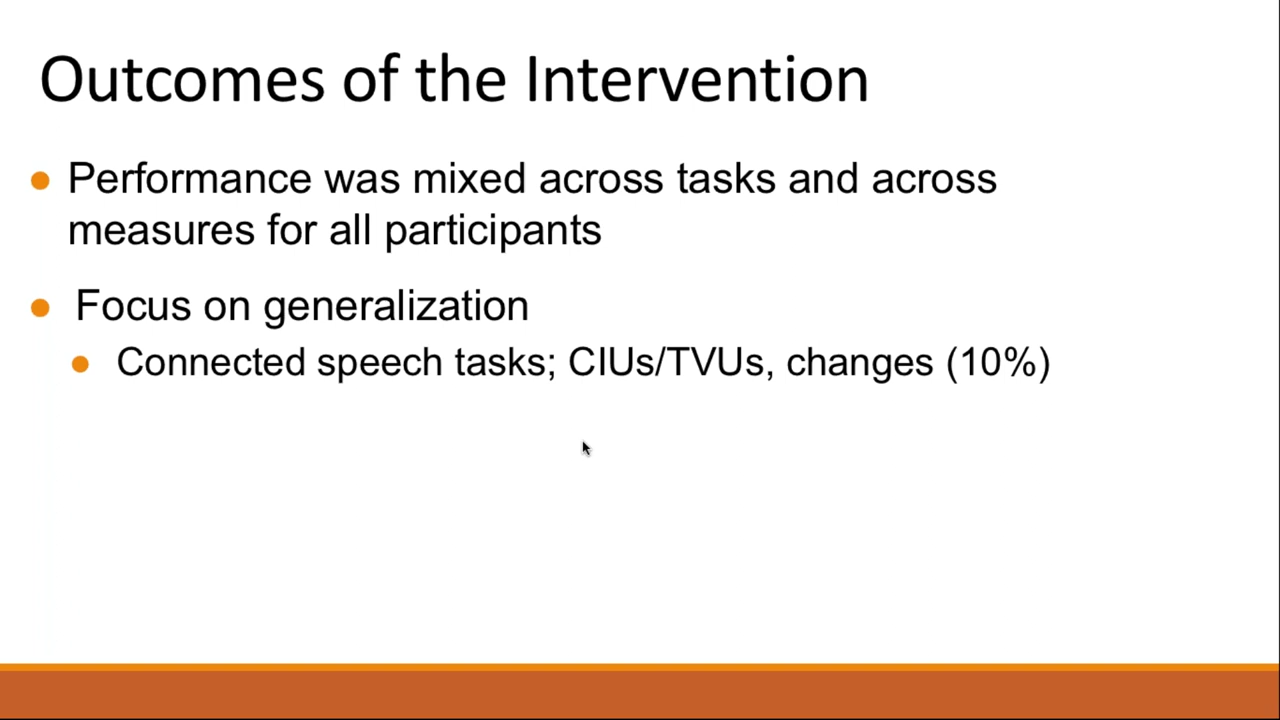 Outcomes of the Intervention
Performance was mixed across tasks and across
measures for all participants
Focus on generalization
Connected speech tasks; CIUs/TVUs, changes (10%)